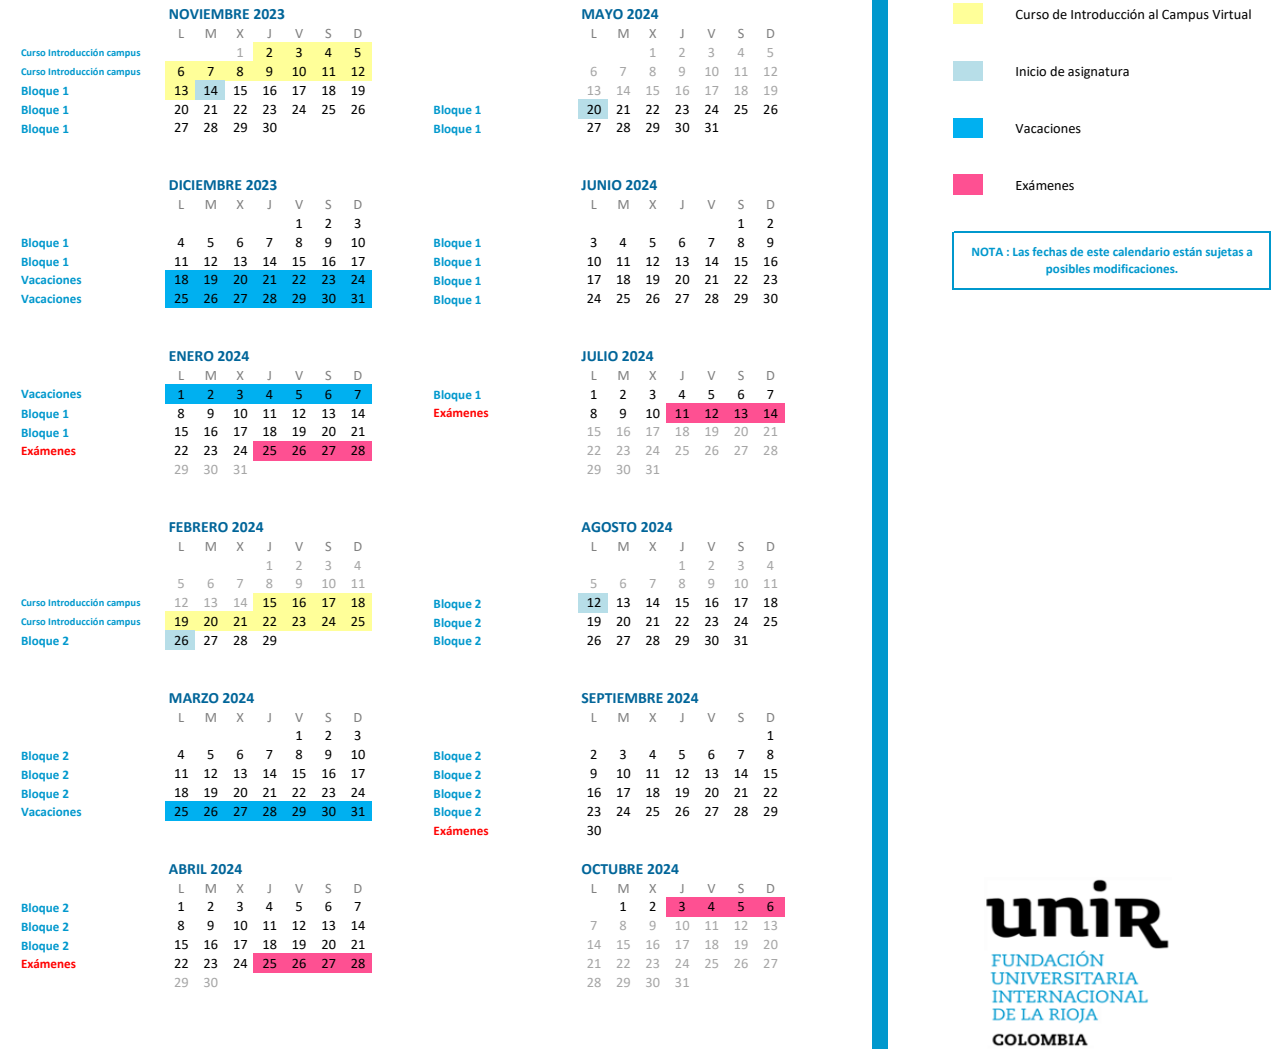 NOVIEMBRE 2023
L M X J V S D
Curso Introducción campus 1 2 3 4 5
Curso Introducción campus 6 7 8 9 10 11 12
Bloque 1 13 14 15 16 17 18 19
Bloque 1 20 21 22 23 24 25 26
Bloque 1 27 28 29 30
DICIEMBRE 2023
L M X J V S D
1 2 3
Bloque 1 4 5 6 7 8 9 10
Bloque 1 11 12 13 14 15 16 17
Vacaciones 18 19 20 21 22 23 24
Vacaciones 25 26 27 28 29 30 31
ENERO 2024
L M X J V S D
Vacaciones 1 2 3 4 5 6 7
Bloque 1 8 9 10 11 12 13 14
Bloque 1 15 16 17 18 19 20 21
Exámenes 22 23 24 25 26 27 28
29 30 31
FEBRERO 2024
L M X J V S D
1 2 3 4
5 6 7 8 9 10 11
Curso Introducción campus 12 13 14 15 16 17 18
Curso Introducción campus 19 20 21 22 23 24 25
Bloque 2 26 27 28 29
MARZO 2024
L M X J V S D
1 2 3
Bloque 2 4 5 6 7 8 9 10
Bloque 2 11 12 13 14 15 16 17
Bloque 2 18 19 20 21 22 23 24
Vacaciones 25 26 27 28 29 30 31
ABRIL 2024
L M X J V S D
Bloque 2 1 2 3 4 5 6 7
Bloque 2 8 9 10 11 12 13 14
Bloque 2 15 16 17 18 19 20 21
Exámenes 22 23 24 25 26 27 28
29 30
MAYO 2024
L M X J V S D
1 2 3 4 5
6 7 8 9 10 11 12
13 14 15 16 17 18 19
Bloque 1 20 21 22 23 24 25 26
Bloque 1 27 28 29 30 31
JUNIO 2024
L M X J V S D
1 2
Bloque 1 3 4 5 6 7 8 9
Bloque 1 10 11 12 13 14 15 16
Bloque 1 17 18 19 20 21 22 23
Bloque 1 24 25 26 27 28 29 30
JULIO 2024
L M X J V S D
Bloque 1 1 2 3 4 5 6 7
Exámenes 8 9 10 11 12 13 14
15 16 17 18 19 20 21
22 23 24 25 26 27 28
29 30 31
AGOSTO 2024
L M X J V S D
1 2 3 4
5 6 7 8 9 10 11
Bloque 2 12 13 14 15 16 17 18
Bloque 2 19 20 21 22 23 24 25
Bloque 2 26 27 28 29 30 31
SEPTIEMBRE 2024
L M X J V S D
1
Bloque 2 2 3 4 5 6 7 8
Bloque 2 9 10 11 12 13 14 15
Bloque 2 16 17 18 19 20 21 22
Bloque 2 23 24 25 26 27 28 29
Exámenes 30
OCTUBRE 2024
L M X J V S D
1 2 3 4 5 6
7 8 9 10 11 12 13
14 15 16 17 18 19 20
21 22 23 24 25 26 27
28 29 30 31
Curso de Introducción al Campus Virtual
Inicio de asignatura
Vacaciones
Exámenes
NOTA : Las fechas de este calendario están sujetas a
posibles modificaciones.
uniR
FUNDACIÓN
UNIVERSITARIA
INTERNACIONAL
DE LA RIOJA
COLOMBIA